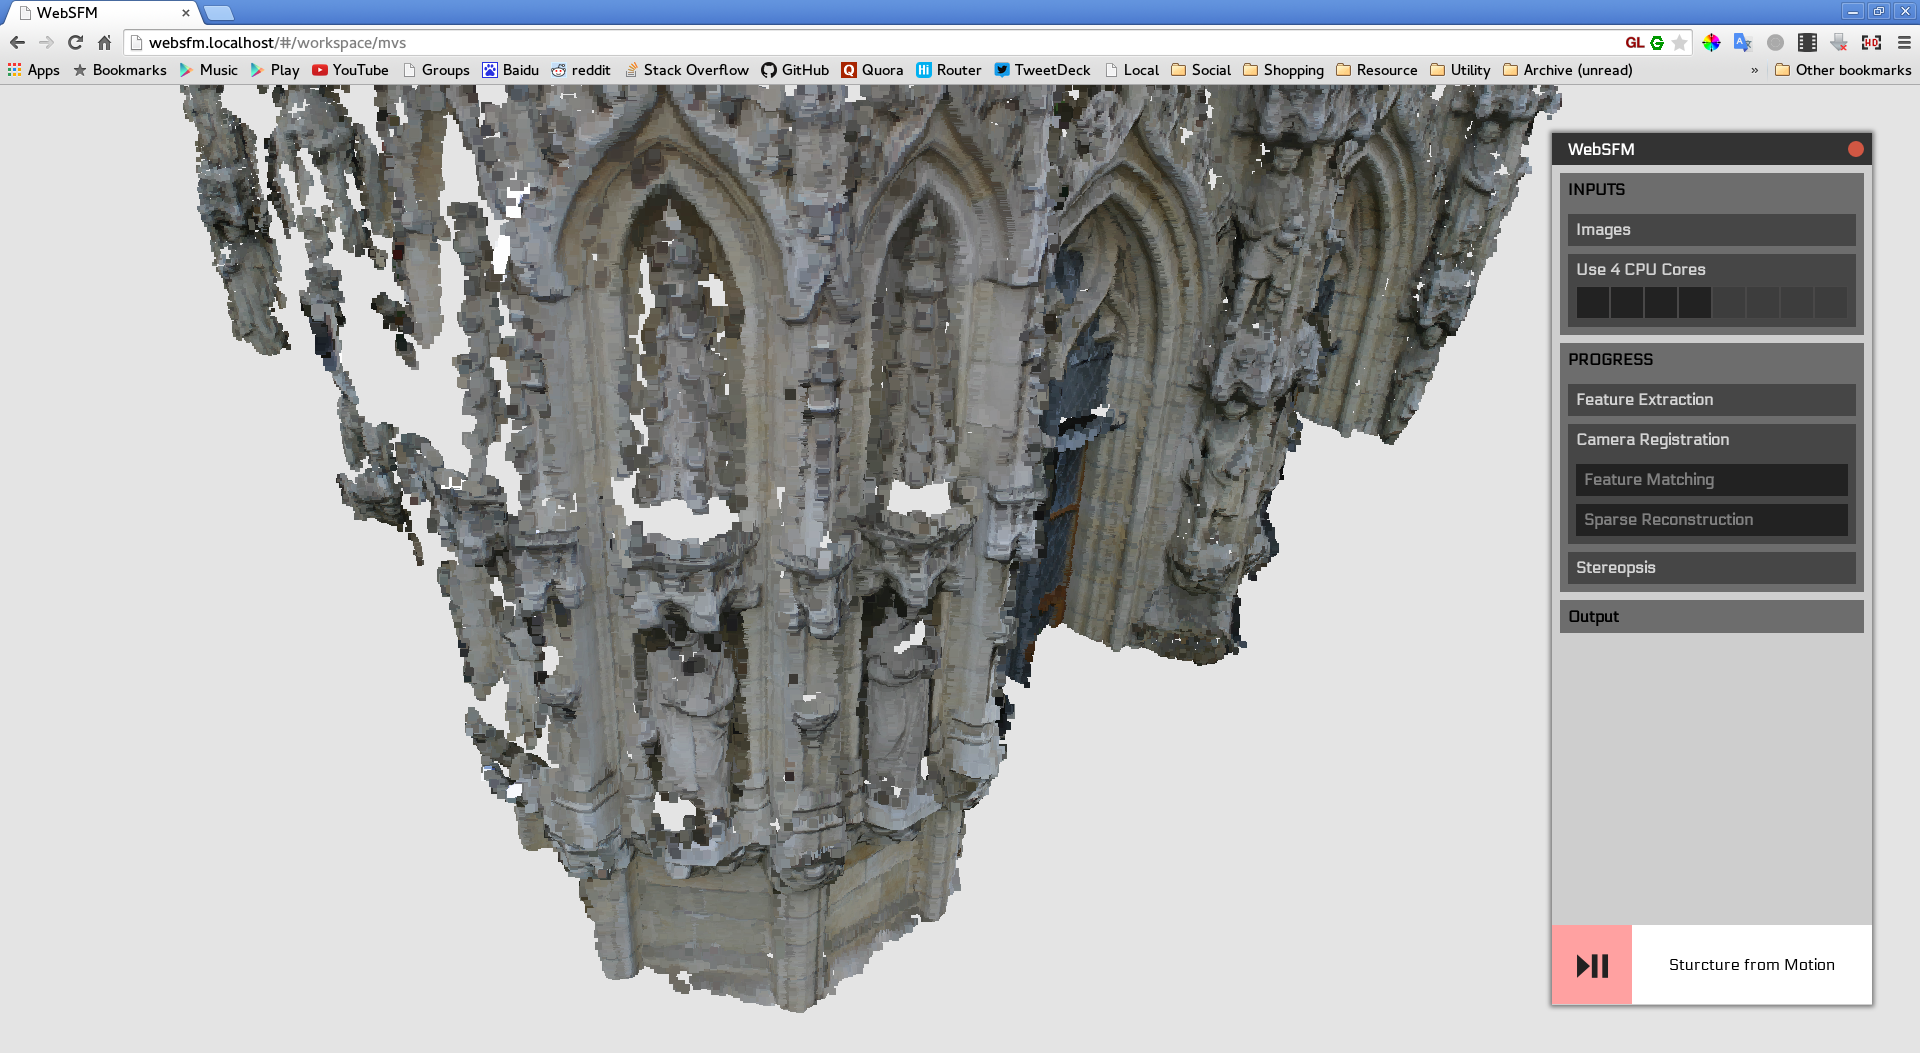 WebSFM
websfm.localhost/#/workspace/mvs
GL
HD
Apps Bookmarks Music Play YouTube Groups Baidu reddit Stack Overflow GitHub Quora Hi Router TweetDeck Local Social Shopping Resource Utility Archive (unread) » Other bookmarks
WebSFM
INPUTS
Images
Use 4 CPU Cores
PROGRESS
Feature Extraction
Camera Registration
Feature Matching
Sparse Reconstruction
Stereopsis
Output
Sturcture from Motion